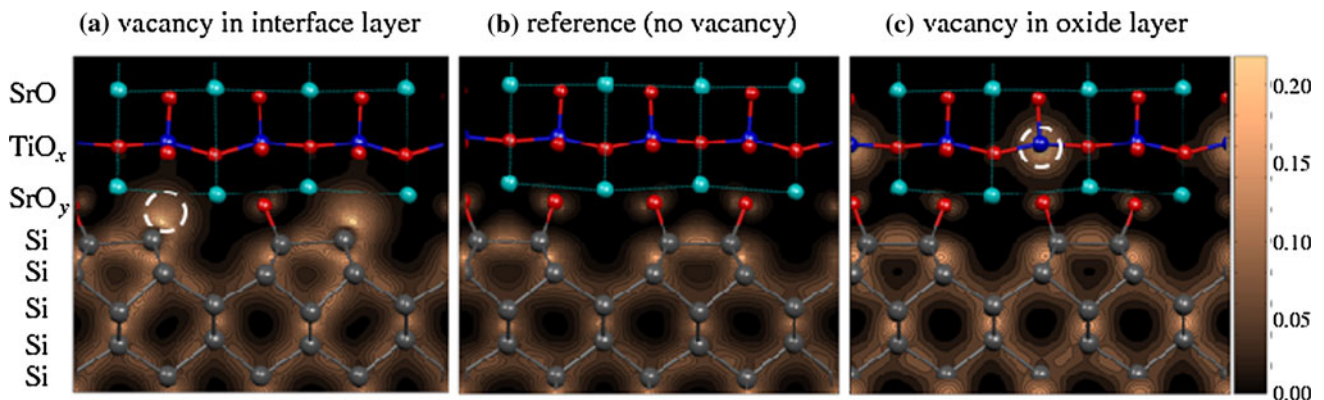 (a) vacancy in interface layer
(b) reference (no vacancy)
(c) vacancy in oxide layer
SrO
TiOₓ
SrOy
Si
Si
Si
Si
Si
0.20
0.15
0.10
0.05
0.00